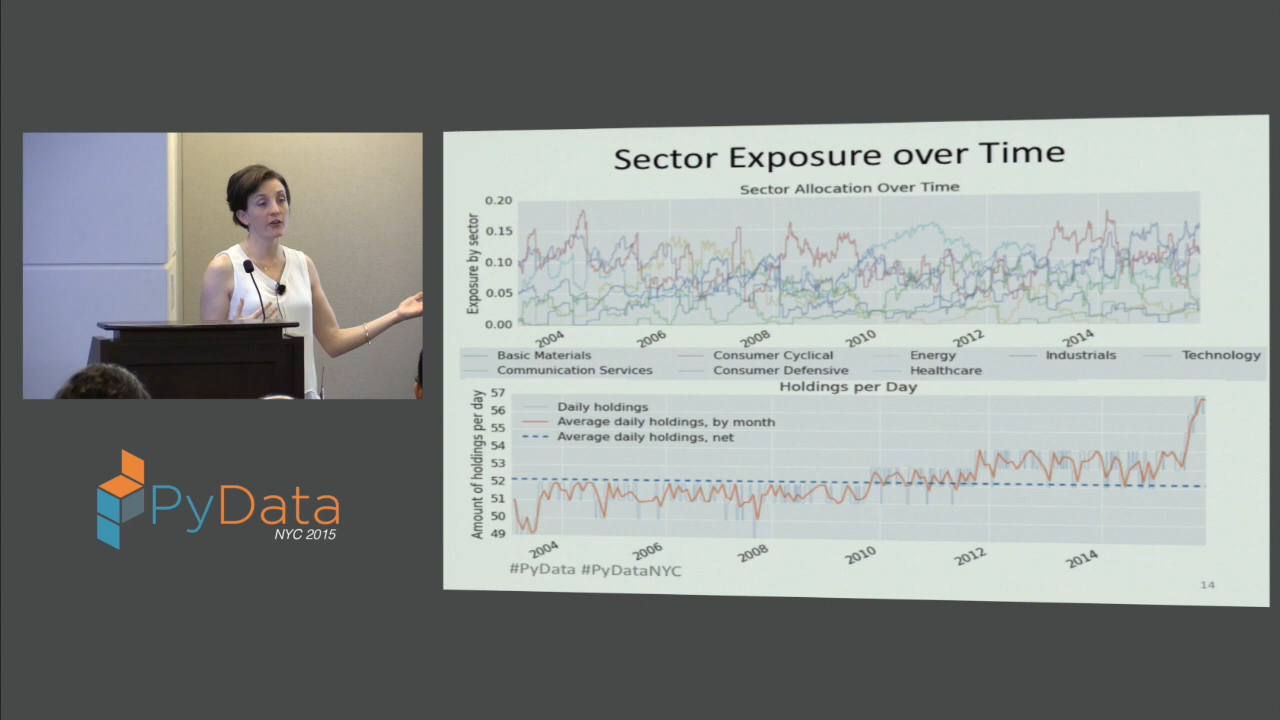 Sector Exposure over Time
Sector Allocation Over Time
Exposure by sector
0.20
0.15
0.10
0.05
0.00
2004 2006 2008 2010 2012 2014
Basic Materials Consumer Cyclical Energy Industrials Technology
Communication Services Consumer Defensive Healthcare
Holdings per Day
Amount of holdings per day
57
56
55
54
53
52
51
50
49
Daily holdings
Average daily holdings, by month
Average daily holdings, net
2004 2006 2008 2010 2012 2014
#PyData #PyDataNYC
14
PyData
NYC 2015